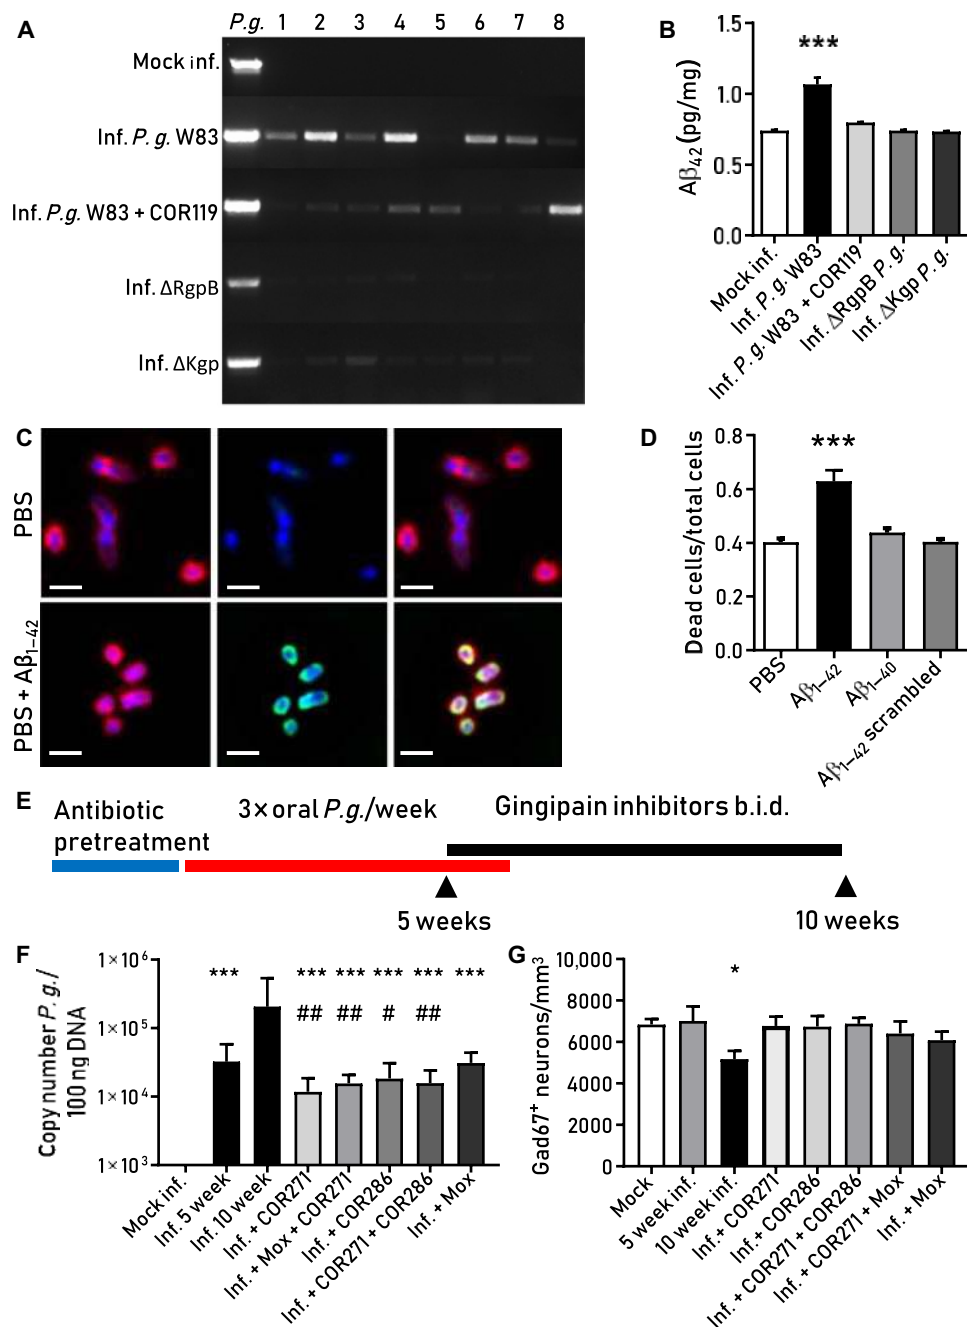 A
P.g. 1 2 3 4 5 6 7 8
Mock inf.
Inf. P.g. W83
Inf. P.g. W83 + COR119
Inf. ΔRgpB
Inf. ΔKgp
B
Aβ42 (pg/mg)
1.5
1.0
0.5
0.0
***
Mock inf.
Inf. P.g. W83
Inf. P.g. W83 + COR119
Inf. ΔRgpB P.g.
Inf. ΔKgp P.g.
C
PBS
PBS + Aβ1–42
D
Dead cells/total cells
0.8
0.6
0.4
0.2
0.0
***
PBS
Aβ1–42
Aβ1–40
Aβ1–42 scrambled
E
Antibiotic
pretreatment
3× oral P.g./week
Gingipain inhibitors b.i.d.
5 weeks
10 weeks
F
Copy number P. g./
100 ng DNA
1×10⁶
1×10⁵
1×10⁴
1×10³
*** *** *** *** *** ***
## ## # ##
Mock inf.
Inf. 5 week
Inf. 10 week
Inf. + COR271
Inf. + Mox + COR271
Inf. + COR286
Inf. + COR271 + COR286
Inf. + Mox
G
Gad67⁺ neurons/mm³
10,000
8000
6000
4000
2000
0
*
Mock
5 week inf.
10 week inf.
Inf. + COR271
Inf. + COR286
Inf. + COR271 + COR286
Inf. + COR271 + Mox
Inf. + Mox